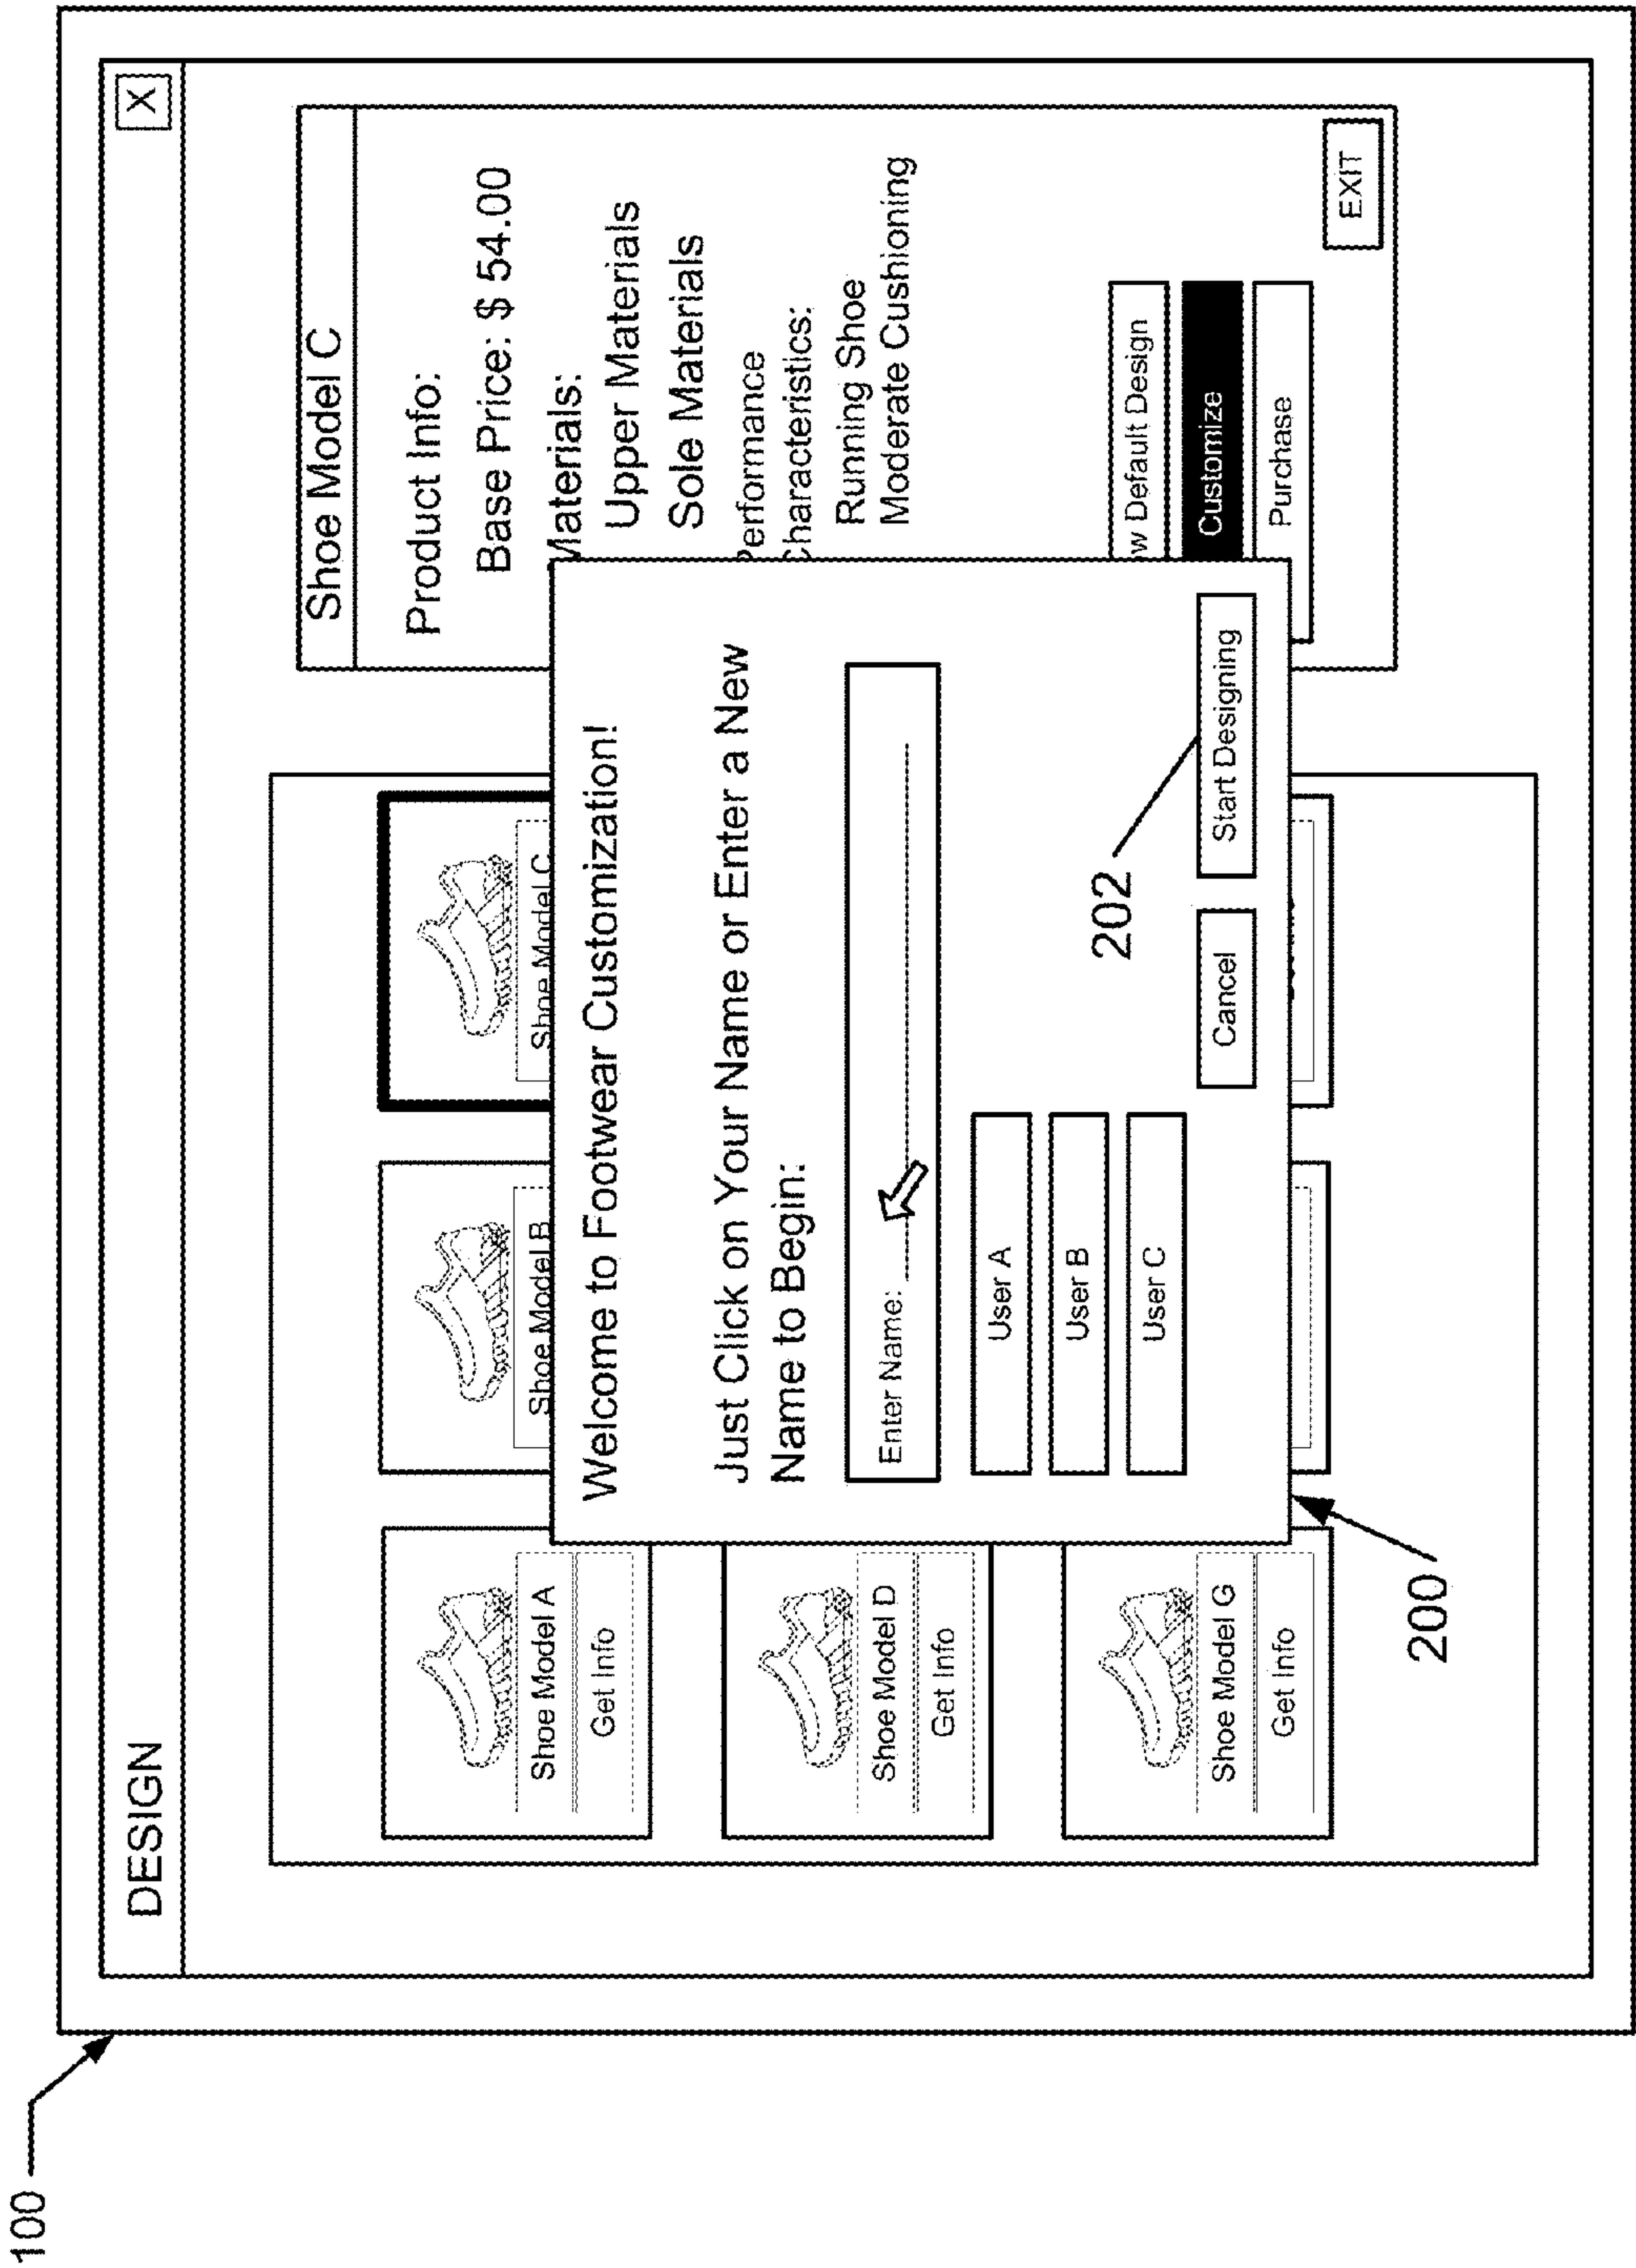 100
DESIGN
X
Shoe Model A
Get Info
Shoe Model B
Shoe Model C
Shoe Model D
Get Info
Shoe Model G
Get Info
Shoe Model C
Product Info:
Base Price: $ 54.00
Materials:
Upper Materials
Sole Materials
Performance
Characteristics:
Running Shoe
Moderate Cushioning
w Default Design
Customize
Purchase
EXIT
Welcome to Footwear Customization!
Just Click on Your Name or Enter a New
Name to Begin:
Enter Name:
User A
User B
User C
202
Cancel
Start Designing
200